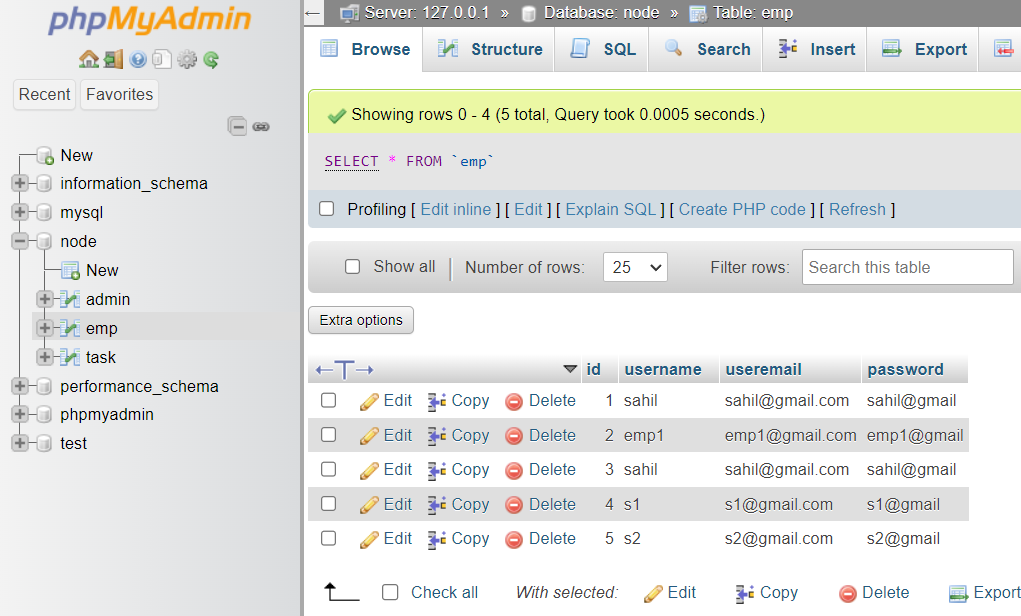 phpMyAdmin
Recent Favorites
New
information_schema
mysql
node
New
admin
emp
task
performance_schema
phpmyadmin
test
← Server: 127.0.0.1 » Database: node » Table: emp
Browse Structure SQL Search Insert Export
Showing rows 0 - 4 (5 total, Query took 0.0005 seconds.)
SELECT * FROM `emp`
Profiling [ Edit inline ] [ Edit ] [ Explain SQL ] [ Create PHP code ] [ Refresh ]
Show all | Number of rows: 25 Filter rows: Search this table
Extra options
←T→ id username useremail password
Edit Copy Delete 1 sahil sahil@gmail.com sahil@gmail
Edit Copy Delete 2 emp1 emp1@gmail.com emp1@gmail
Edit Copy Delete 3 sahil sahil@gmail.com sahil@gmail
Edit Copy Delete 4 s1 s1@gmail.com s1@gmail
Edit Copy Delete 5 s2 s2@gmail.com s2@gmail
Check all With selected: Edit Copy Delete Export